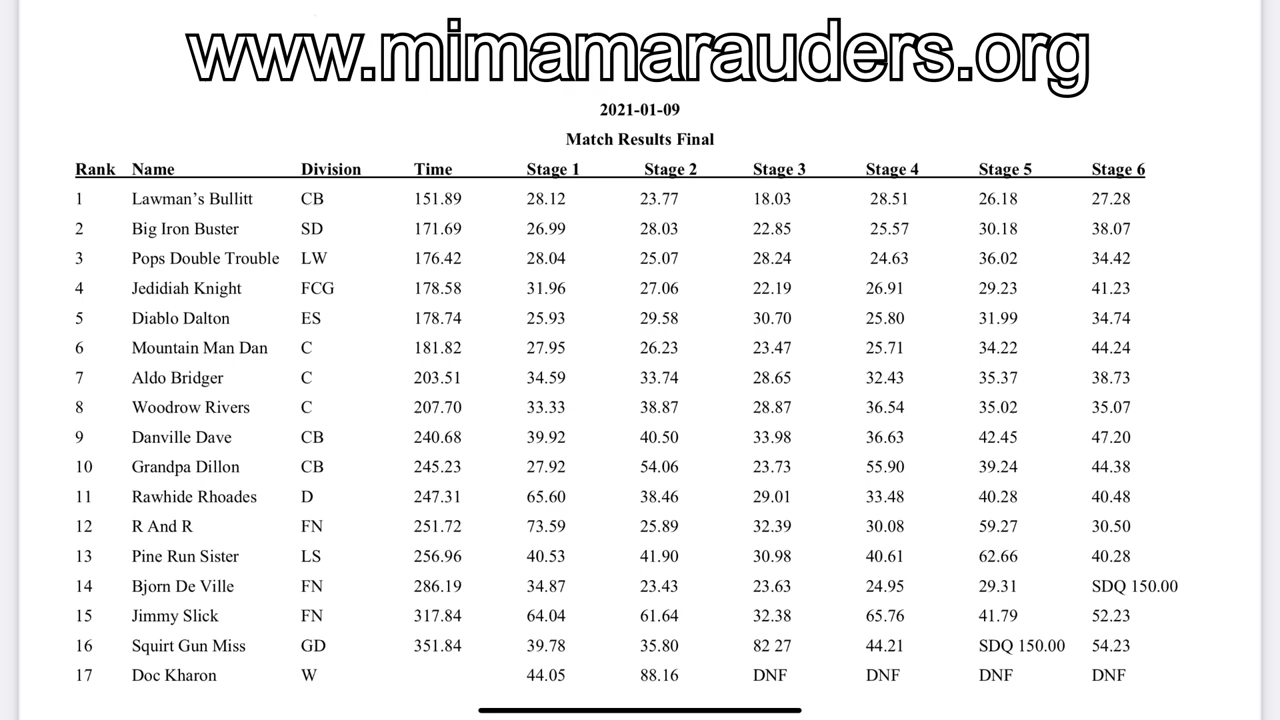 www.mimamarauders.org
2021-01-09
Match Results Final
Rank Name Division Time Stage 1 Stage 2 Stage 3 Stage 4 Stage 5 Stage 6
1 Lawman’s Bullitt CB 151.89 28.12 23.77 18.03 28.51 26.18 27.28
2 Big Iron Buster SD 171.69 26.99 28.03 22.85 25.57 30.18 38.07
3 Pops Double Trouble LW 176.42 28.04 25.07 28.24 24.63 36.02 34.42
4 Jedidiah Knight FCG 178.58 31.96 27.06 22.19 26.91 29.23 41.23
5 Diablo Dalton ES 178.74 25.93 29.58 30.70 25.80 31.99 34.74
6 Mountain Man Dan C 181.82 27.95 26.23 23.47 25.71 34.22 44.24
7 Aldo Bridger C 203.51 34.59 33.74 28.65 32.43 35.37 38.73
8 Woodrow Rivers C 207.70 33.33 38.87 28.87 36.54 35.02 35.07
9 Danville Dave CB 240.68 39.92 40.50 33.98 36.63 42.45 47.20
10 Grandpa Dillon CB 245.23 27.92 54.06 23.73 55.90 39.24 44.38
11 Rawhide Rhoades D 247.31 65.60 38.46 29.01 33.48 40.28 40.48
12 R And R FN 251.72 73.59 25.89 32.39 30.08 59.27 30.50
13 Pine Run Sister LS 256.96 40.53 41.90 30.98 40.61 62.66 40.28
14 Bjorn De Ville FN 286.19 34.87 23.43 23.63 24.95 29.31 SDQ 150.00
15 Jimmy Slick FN 317.84 64.04 61.64 32.38 65.76 41.79 52.23
16 Squirt Gun Miss GD 351.84 39.78 35.80 82 27 44.21 SDQ 150.00 54.23
17 Doc Kharon W 44.05 88.16 DNF DNF DNF DNF